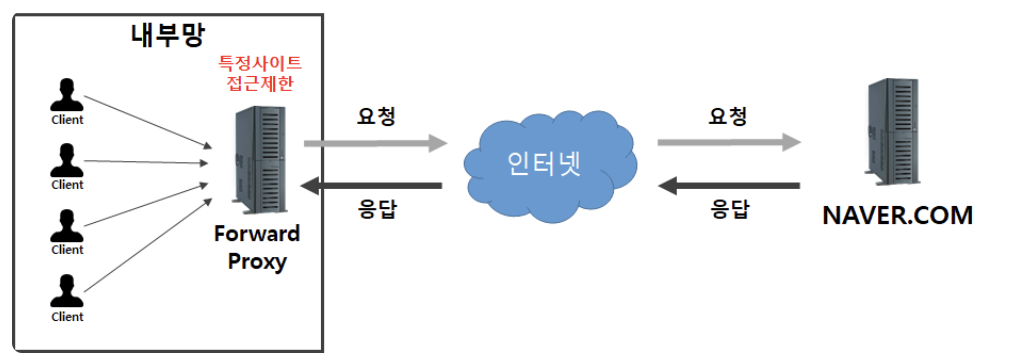 내부망
특정사이트
접근제한
Client
Client
Client
Client
Forward
Proxy
요청
응답
인터넷
요청
응답
NAVER.COM